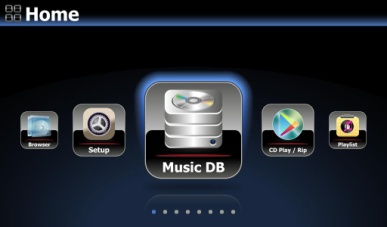 Home
Browser
Setup
Music DB
CD Play / Rip
Playlist